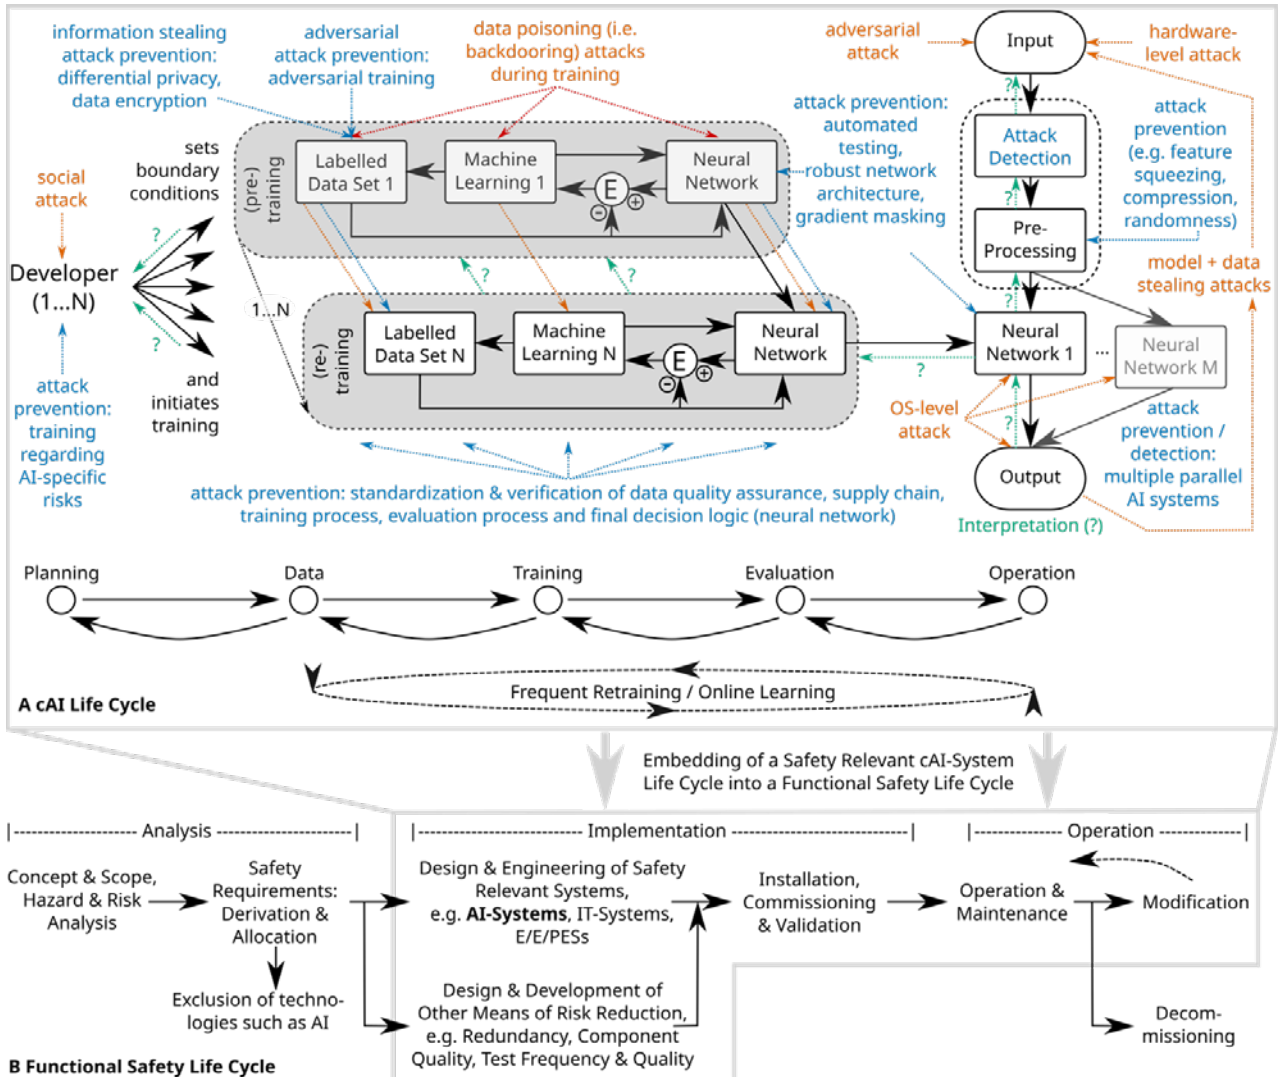 information stealing
attack prevention:
differential privacy,
data encryption
adversarial
attack prevention:
adversarial training
data poisoning (i.e.
backdooring) attacks
during training
adversarial
attack
Input
hardware-
level attack
?
attack prevention:
automated
testing,
robust network
architecture,
gradient masking
Attack
Detection
?
Pre-
Processing
attack
prevention
(e.g. feature
squeezing,
compression,
randomness)
model + data
stealing attacks
sets
boundary
conditions
social
attack
?
Developer
(1...N)
?
and
initiates
training
attack
prevention:
training
regarding
AI-specific
risks
(pre-)
training
Labelled
Data Set 1
Machine
Learning 1
E
Neural
Network
?
?
1...N
(re-)
training
Labelled
Data Set N
Machine
Learning N
E
Neural
Network
?
?
Neural
Network 1
...
Neural
Network M
OS-level
attack
?
attack
prevention /
detection:
multiple parallel
AI systems
Output
Interpretation (?)
attack prevention: standardization & verification of data quality assurance, supply chain,
training process, evaluation process and final decision logic (neural network)
Planning
Data
Training
Evaluation
Operation
Frequent Retraining / Online Learning
A cAI Life Cycle
Embedding of a Safety Relevant cAI-System
Life Cycle into a Functional Safety Life Cycle
|--------------------- Analysis ---------------------|
|---------------------------- Implementation -----------------------------|
|-------------- Operation --------------|
Concept & Scope,
Hazard & Risk
Analysis
Safety
Requirements:
Derivation &
Allocation
Exclusion of techno-
logies such as AI
Design & Engineering of Safety
Relevant Systems,
e.g. AI-Systems, IT-Systems,
E/E/PESs
Design & Development of
Other Means of Risk Reduction,
e.g. Redundancy, Component
Quality, Test Frequency & Quality
Installation,
Commissioning
& Validation
Operation &
Maintenance
Modification
Decom-
missioning
B Functional Safety Life Cycle